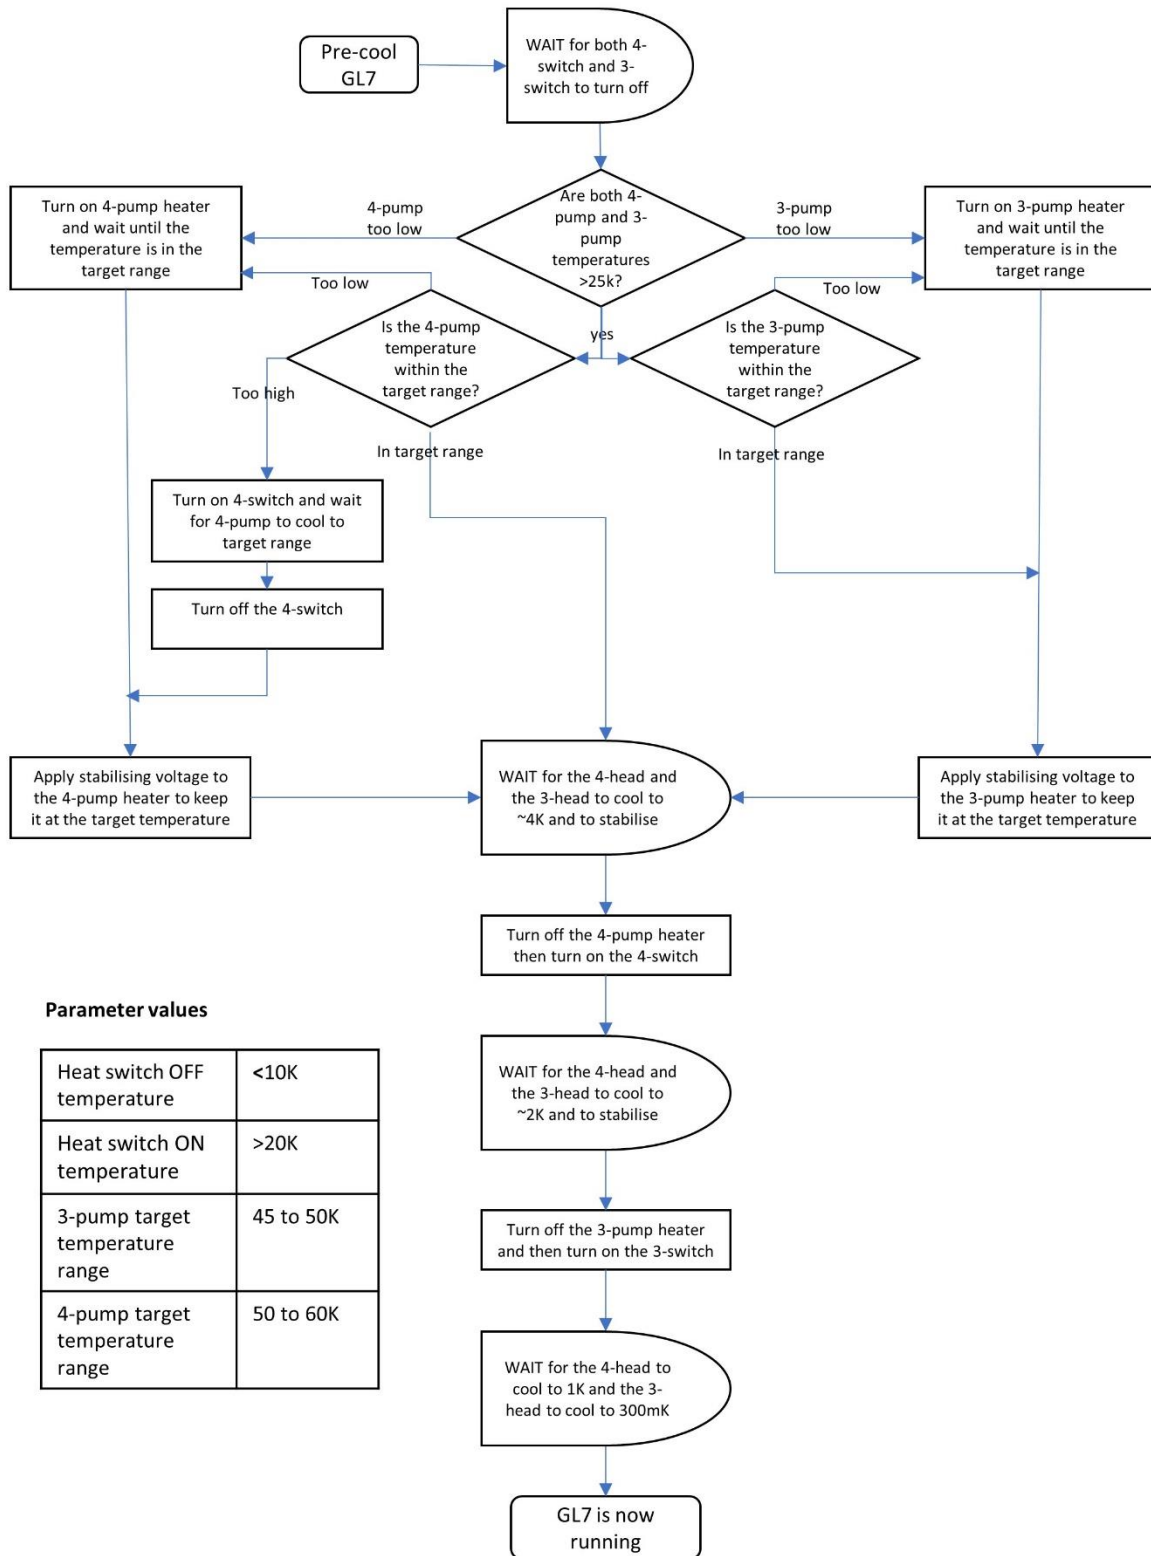 Pre-cool
GL7
WAIT for both 4-
switch and 3-
switch to turn off
Are both 4-
pump and 3-
pump
temperatures
>25k?
4-pump
too low
3-pump
too low
Turn on 4-pump heater
and wait until the
temperature is in the
target range
Turn on 3-pump heater
and wait until the
temperature is in the
target range
Too low
Too low
yes
Is the 4-pump
temperature
within the
target range?
Is the 3-pump
temperature
within the
target range?
Too high
In target range
In target range
Turn on 4-switch and wait
for 4-pump to cool to
target range
Turn off the 4-switch
Apply stabilising voltage to
the 4-pump heater to keep
it at the target temperature
WAIT for the 4-head and
the 3-head to cool to
~4K and to stabilise
Apply stabilising voltage to
the 3-pump heater to keep
it at the target temperature
Turn off the 4-pump heater
then turn on the 4-switch
WAIT for the 4-head and
the 3-head to cool to
~2K and to stabilise
Turn off the 3-pump heater
and then turn on the 3-switch
WAIT for the 4-head to
cool to 1K and the 3-
head to cool to 300mK
GL7 is now
running
Parameter values
Heat switch OFF
temperature
<10K
Heat switch ON
temperature
>20K
3-pump target
temperature
range
45 to 50K
4-pump target
temperature
range
50 to 60K